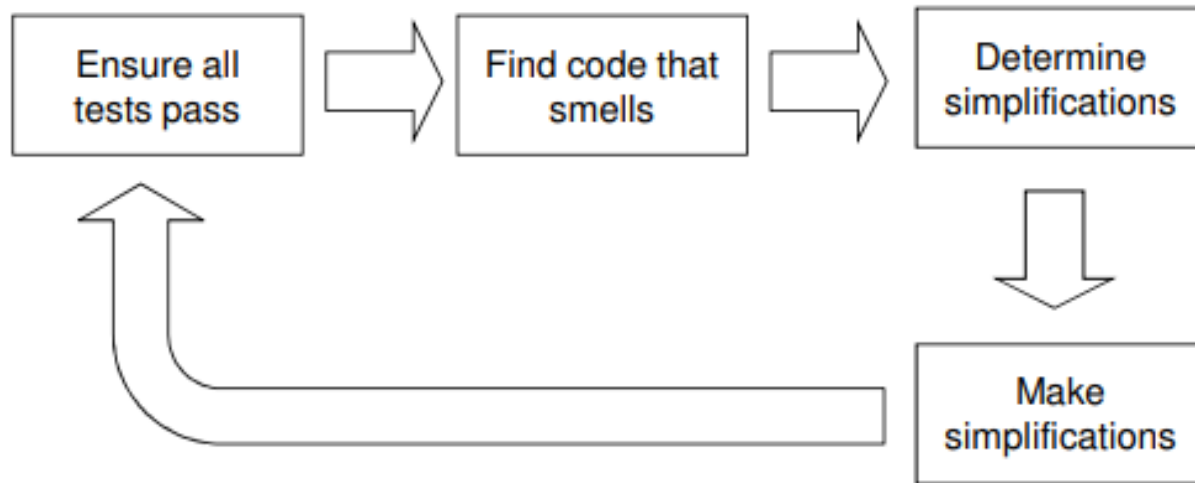 Ensure all
tests pass
Find code that
smells
Determine
simplifications
Make
simplifications